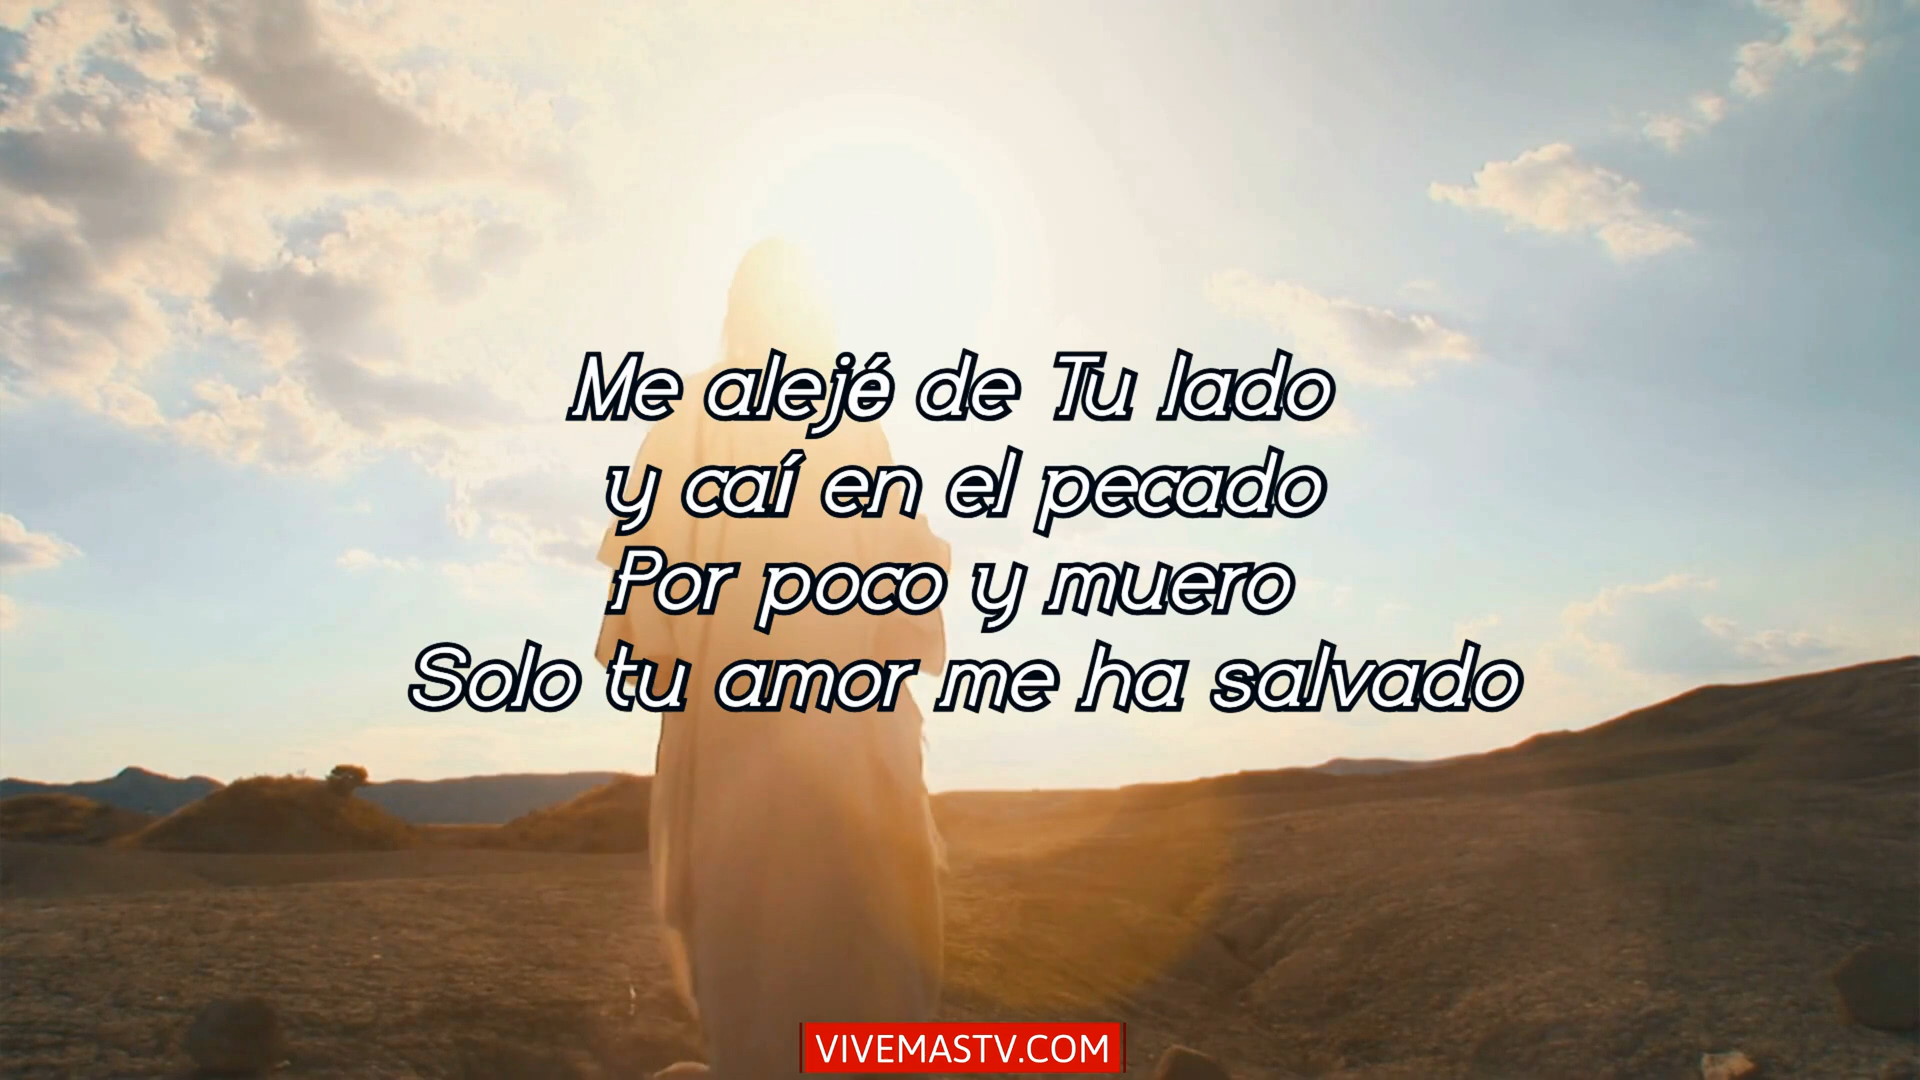 Me alejé de Tu lado
y caí en el pecado
Por poco y muero
Solo tu amor me ha salvado
VIVEMASTV.COM